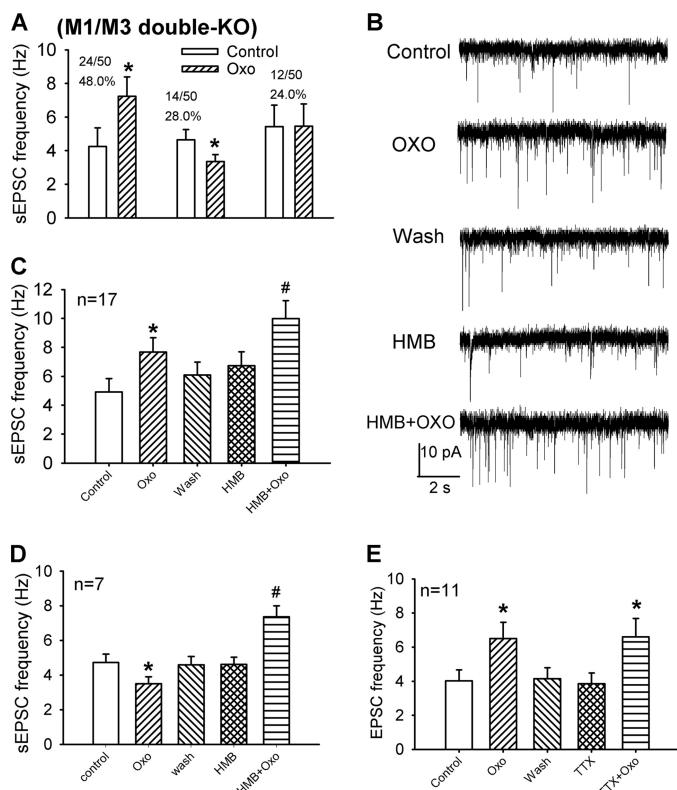 A (M1/M3 double-KO)
sEPSC frequency (Hz)
10
8
6
4
2
0
24/50
48.0%
*
14/50
28.0%
*
12/50
24.0%
Control
Oxo
B
Control
OXO
Wash
HMB
HMB+OXO
10 pA
2 s
C
sEPSC frequency (Hz)
12
10
8
6
4
2
0
n=17
*
#
Control
Oxo
Wash
HMB
HMB+Oxo
D
sEPSC frequency (Hz)
10
8
6
4
2
0
n=7
*
#
control
Oxo
wash
HMB
HMB+Oxo
E
EPSC frequency (Hz)
10
8
6
4
2
0
n=11
*
*
Control
Oxo
Wash
TTX
TTX+Oxo